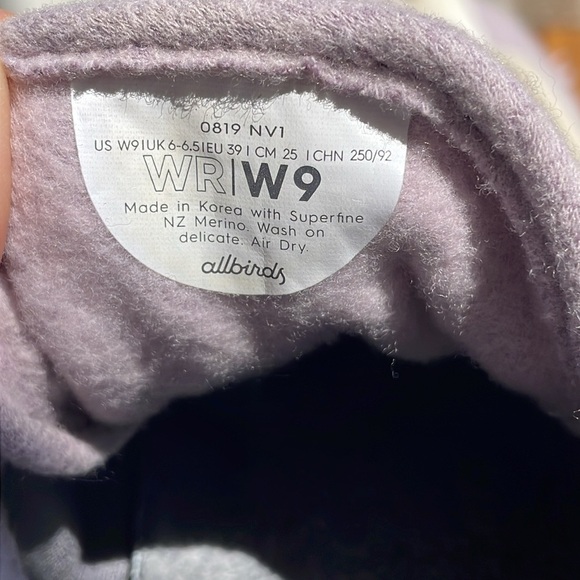 0819 NV1
US W9|UK 6-6.5|EU 39| CM 25 | CHN 250/92
WR|W9
Made in Korea with Superfine
NZ Merino. Wash on
delicate. Air Dry.
allbirds